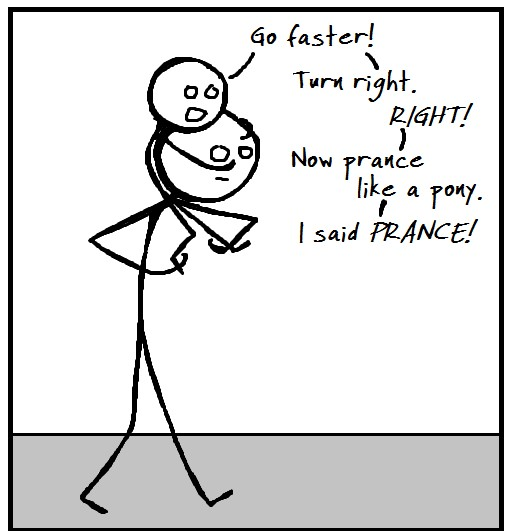 Go faster!
Turn right.
RIGHT!
Now prance
like a pony.
I said PRANCE!